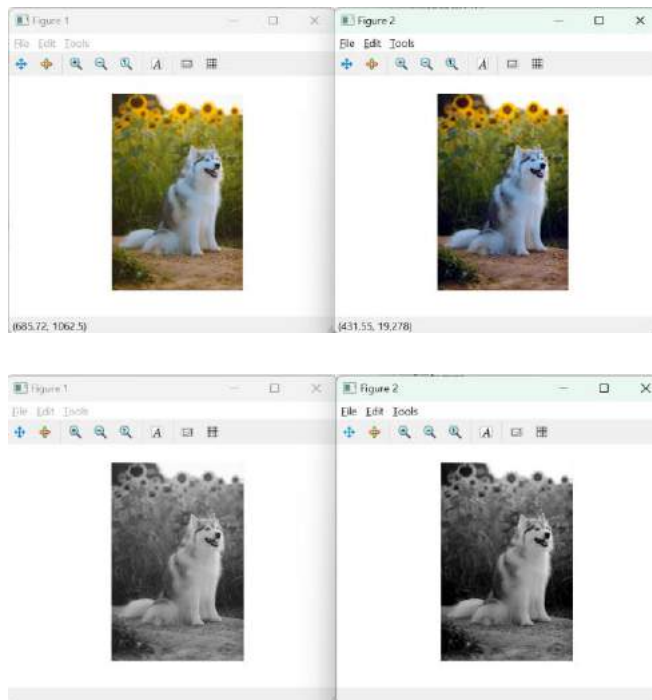 Figure 1
Figure 2
File Edit Tools
File Edit Tools
A
A
(685.72, 1062.5)
(431.55, 19.278)
Figure 1
Figure 2
File Edit Tools
File Edit Tools
A
A